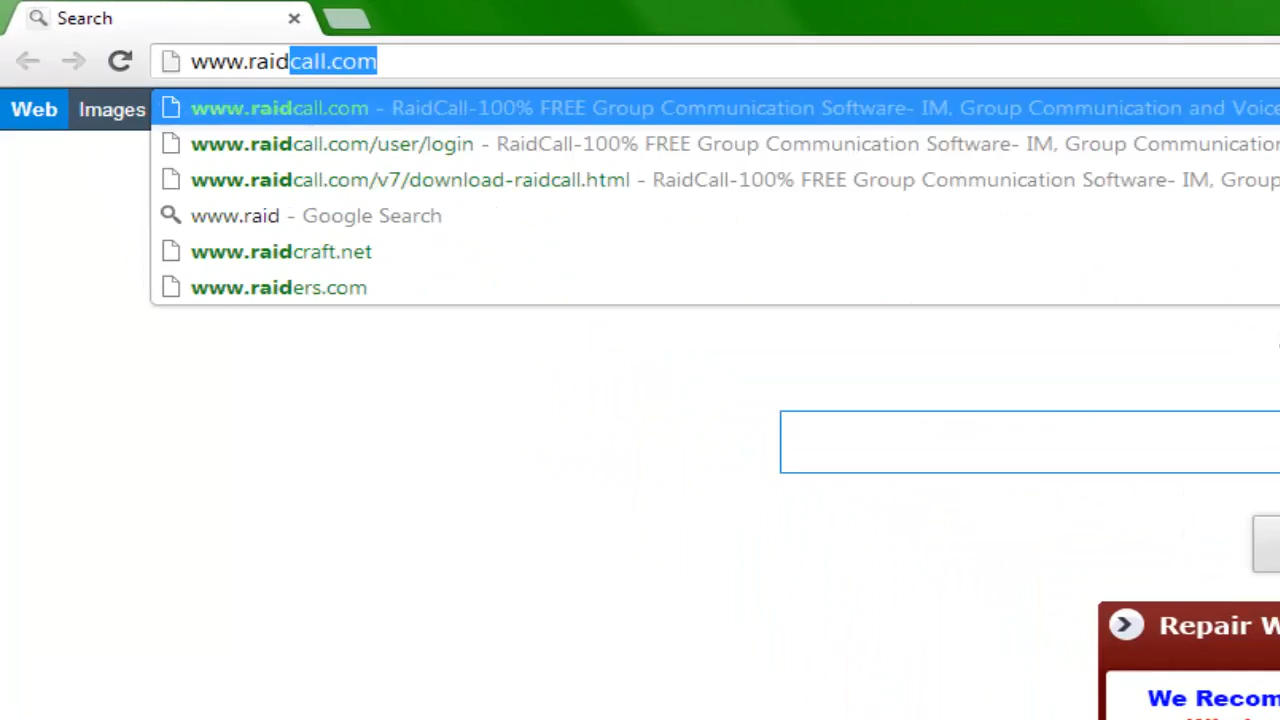 Search
www.raidcall.com
Web Images
www.raidcall.com - RaidCall-100% FREE Group Communication Software- IM, Group Communication and Voice
www.raidcall.com/user/login - RaidCall-100% FREE Group Communication Software- IM, Group Communication
www.raidcall.com/v7/download-raidcall.html - RaidCall-100% FREE Group Communication Software- IM, Group
www.raid - Google Search
www.raidcraft.net
www.raiders.com
Repair
We Recom